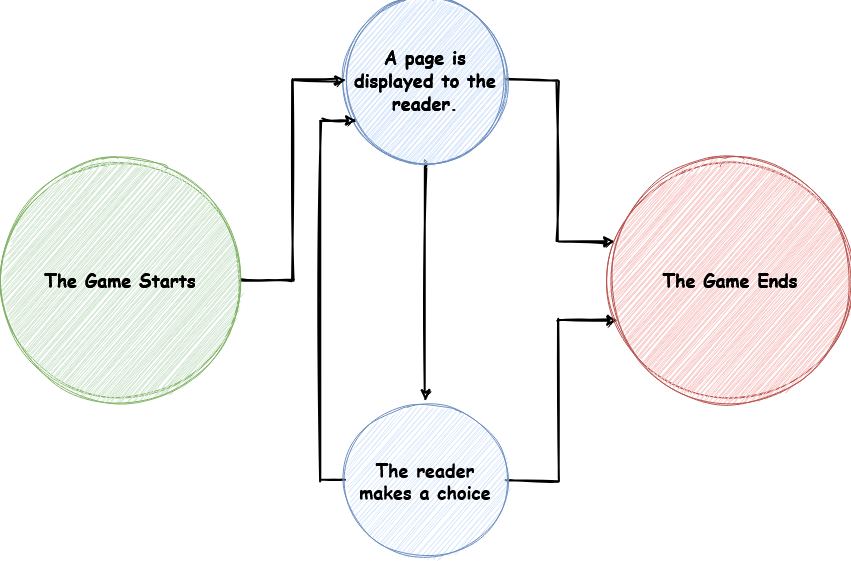 A page is
displayed to the
reader.
The Game Starts
The Game Ends
The reader
makes a choice